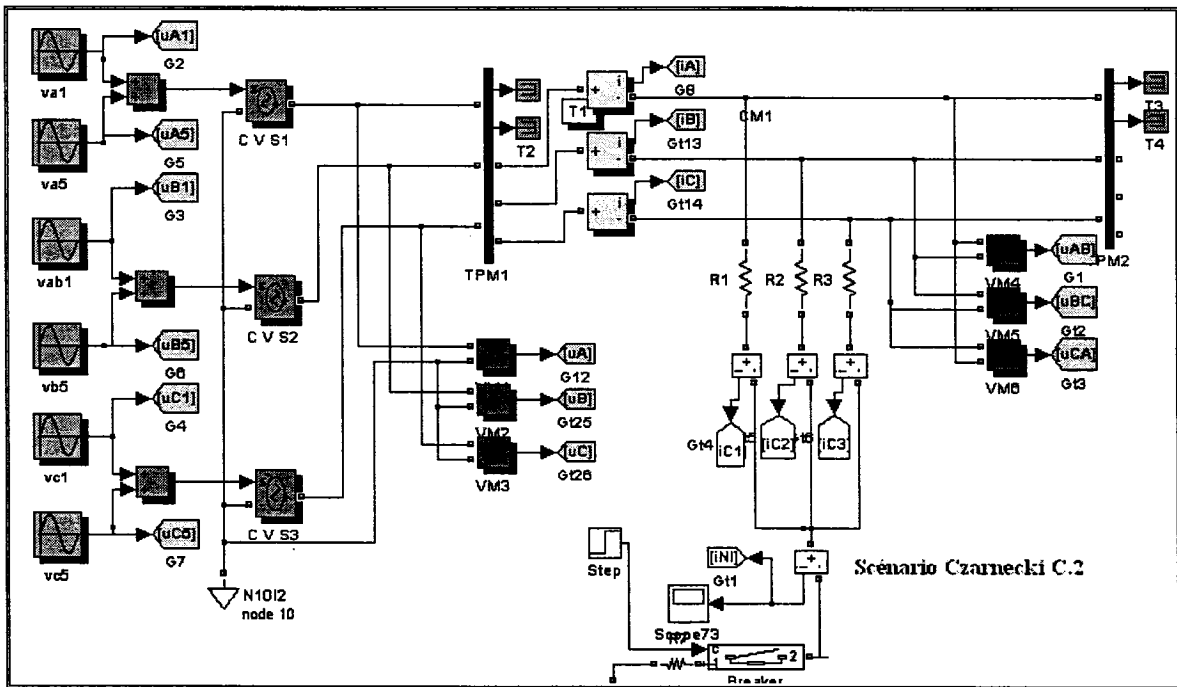 [uA1]
G2
va1
C V S1
[uA5]
G5
va5
[uB1]
G3
vab1
C V S2
[uB5]
G6
vb5
[uC1]
G4
vc1
C V S3
[uC5]
G7
vc5
N10I2
node 10
TPM1
T2
T1
[iA]
G8
CM1
[iB]
Gt13
[iC]
Gt14
[uA]
G12
VM2
[uB]
Gt25
VM3
[uC]
Gt26
R1
R2
R3
Gt4
iC1]
[iC2]
[iC3]
T3
T4
PM2
VM4
[uAB]
G1
VM5
[uBC]
Gt2
VM6
[uCA]
Gt3
Step
[iNI]
Gt1
Scope73
c
1
2
Breaker
Scénario Czarnecki C.2